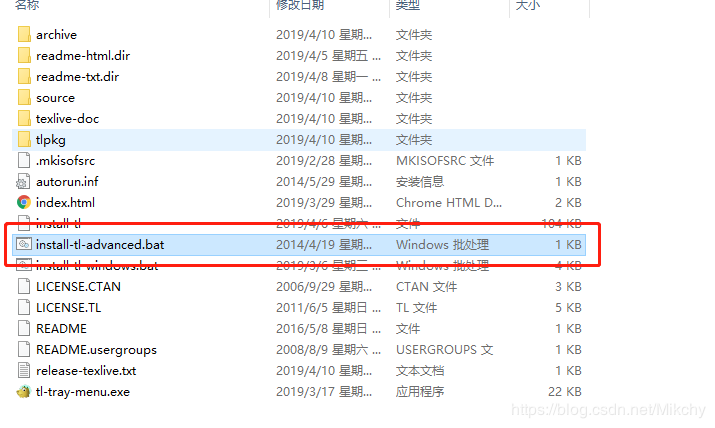 名称 修改日期 类型 大小
archive 2019/4/10 星期... 文件夹
readme-html.dir 2019/4/5 星期五 ... 文件夹
readme-txt.dir 2019/4/8 星期一 ... 文件夹
source 2019/4/10 星期... 文件夹
texlive-doc 2019/4/10 星期... 文件夹
tlpkg 2019/4/10 星期... 文件夹
.mkisofsrc 2019/2/28 星期... MKISOFSRC 文件 1 KB
autorun.inf 2014/5/29 星期... 安装信息 1 KB
index.html 2019/3/29 星期... Chrome HTML D... 2 KB
install-tl 2019/4/6 星期六 ... 文件 104 KB
install-tl-advanced.bat 2014/4/19 星期... Windows 批处理 1 KB
install-tl-windows.bat 2019/3/6 星期三 ... Windows 批处理 4 KB
LICENSE.CTAN 2006/9/29 星期... CTAN 文件 3 KB
LICENSE.TL 2011/6/5 星期日 ... TL 文件 5 KB
README 2016/5/8 星期日 ... 文件 1 KB
README.usergroups 2008/8/9 星期六 ... USERGROUPS 文 1 KB
release-texlive.txt 2019/4/10 星期... 文本文档 1 KB
tl-tray-menu.exe 2019/3/17 星期... 应用程序 22 KB
https://blog.csdn.net/Mikchy